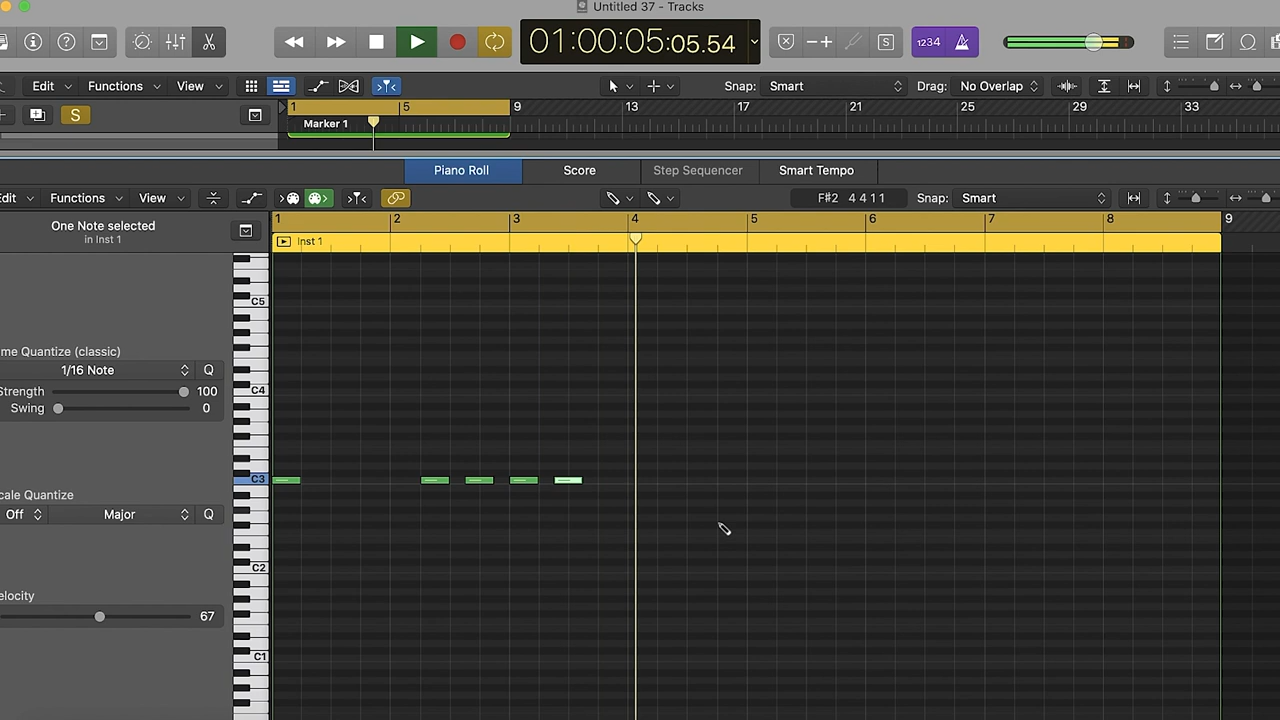 Untitled 37 - Tracks
01:00:05:05.54
1234
Edit Functions View Snap: Smart Drag: No Overlap
1 5 9 13 17 21 25 29 33
S
Marker 1
Piano Roll Score Step Sequencer Smart Tempo
dit Functions View F#2 4 4 1 1 Snap: Smart
1 2 3 4 5 6 7 8 9
One Note selected
in Inst 1
Inst 1
C5
me Quantize (classic)
1/16 Note Q
C4
Strength 100
Swing 0
C3
cale Quantize
Off Major Q
C2
elocity
67
C1